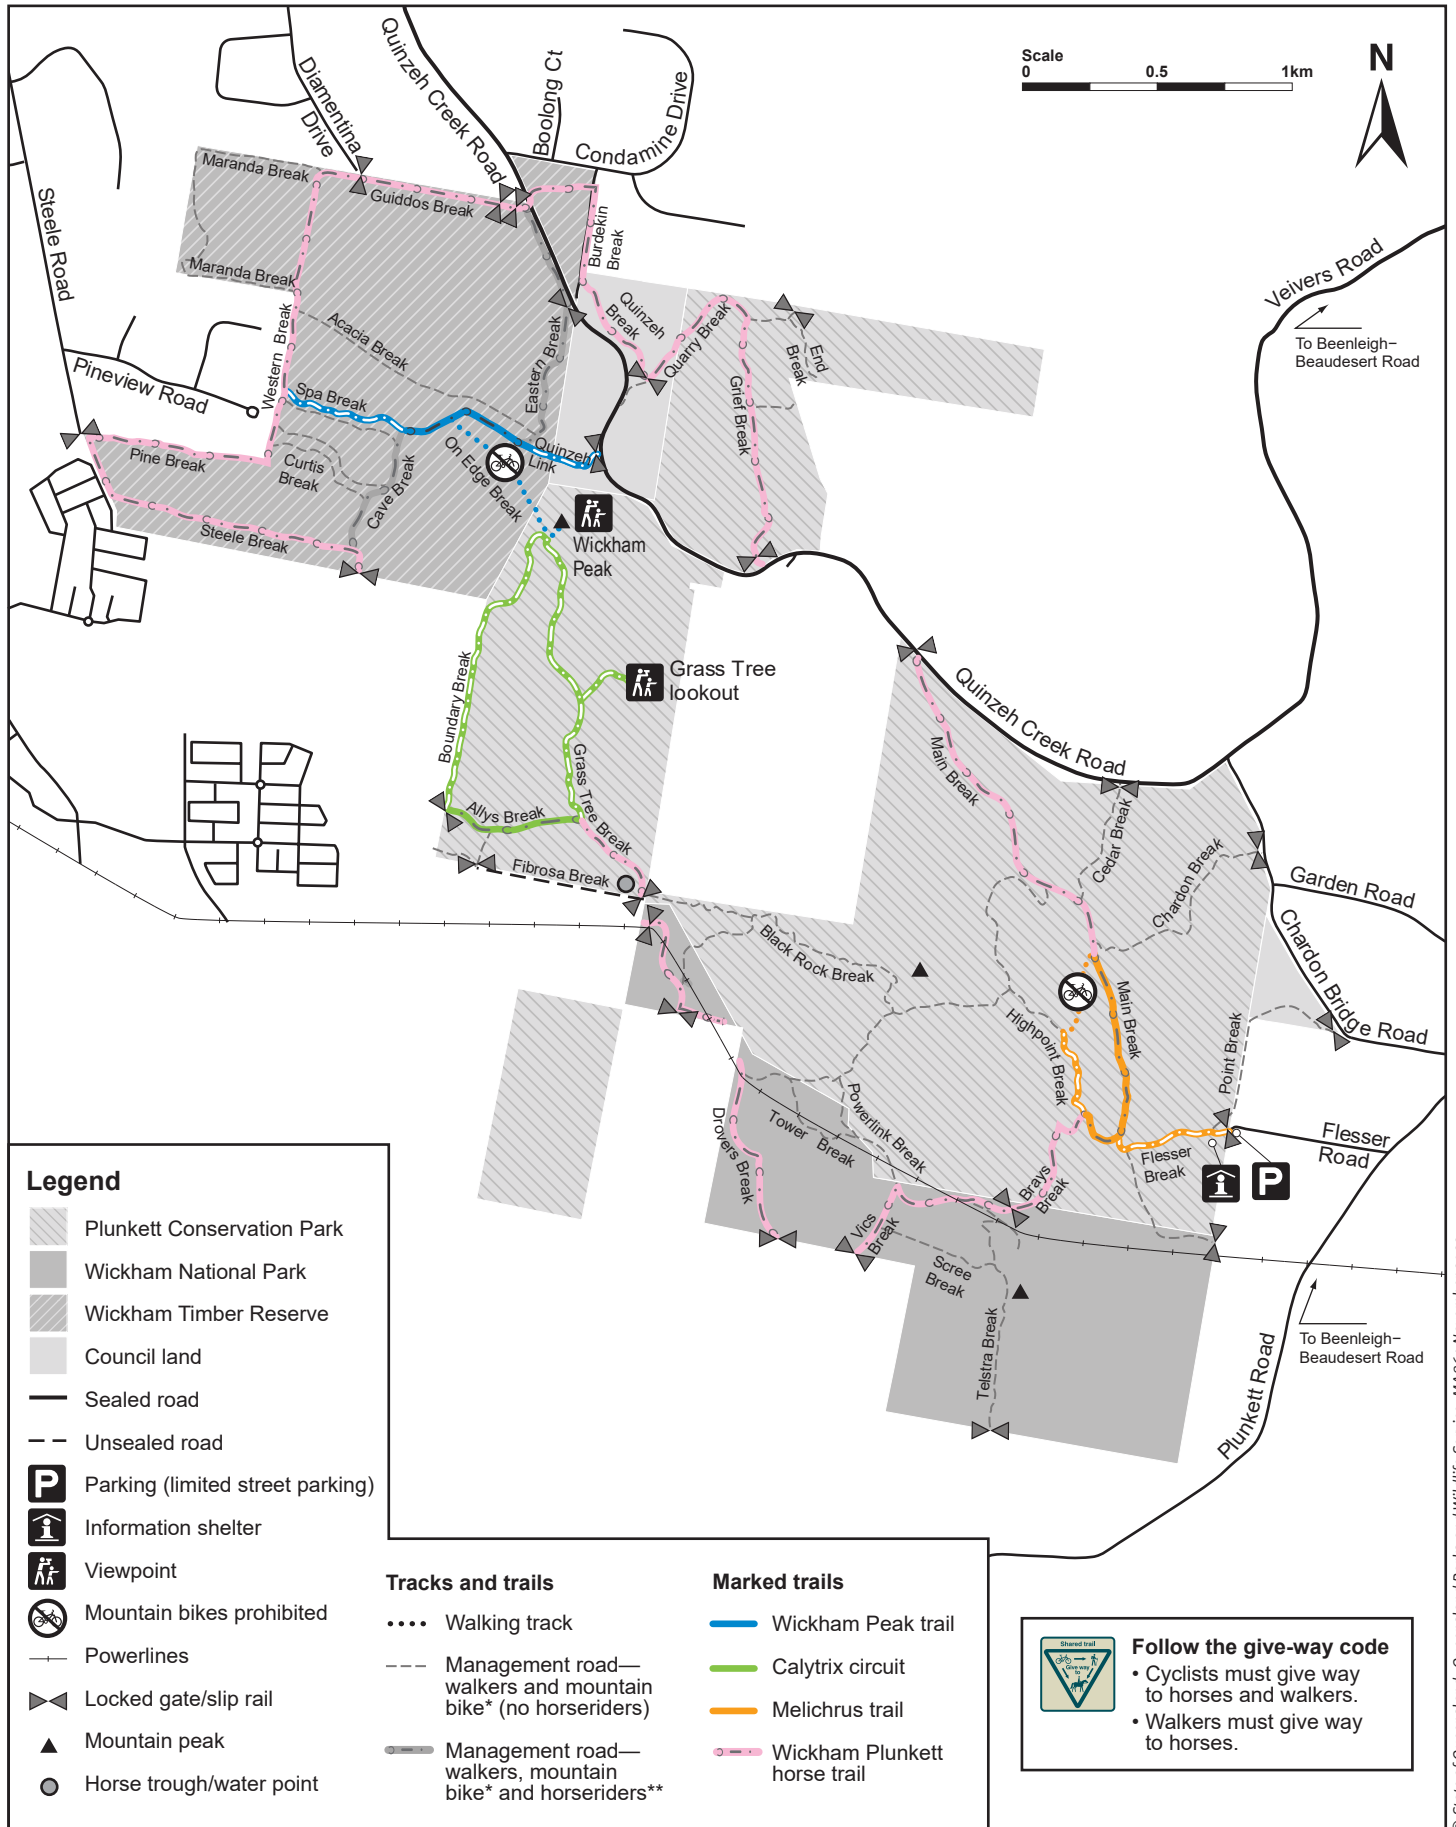 Scale
0 0.5 1km
N
Diamentina
Drive
Quinzeh Creek Road
Boolong Ct
Condamine Drive
Steele Road
Maranda Break
Guiddos Break
Burdekin
Break
Maranda Break
Quinzeh
Break
Veivers Road
To Beenleigh–
Beaudesert Road
Acacia Break
Western Break
Eastern Break
Quarry Break
End
Break
Grief Break
Pineview Road
Spa Break
Pine Break
Curtis
Break
Cave Break
On Edge Break
Quinzeh
Link
Steele Break
Wickham
Peak
Grass Tree
lookout
Boundary Break
Quinzeh Creek Road
Main Break
Grass Tree Break
Allys Break
Fibrosa Break
Cedar Break
Chardon Break
Garden Road
Black Rock Break
Chardon Bridge Road
Main Break
Highpoint Break
Point Break
Drovers Break
Tower Break
Powerlink Break
Brays
Break
Flesser
Break
Flesser
Road
P
Vics
Break
Scree
Break
Telstra Break
Plunkett Road
To Beenleigh–
Beaudesert Road
Legend
Plunkett Conservation Park
Wickham National Park
Wickham Timber Reserve
Council land
Sealed road
Unsealed road
P Parking (limited street parking)
Information shelter
Viewpoint
Mountain bikes prohibited
Powerlines
Locked gate/slip rail
Mountain peak
Horse trough/water point
Tracks and trails
Walking track
Management road—
walkers and mountain
bike* (no horseriders)
Management road—
walkers, mountain
bike* and horseriders**
Marked trails
Wickham Peak trail
Calytrix circuit
Melichrus trail
Wickham Plunkett
horse trail
Shared trail
Give way
to
Follow the give-way code
• Cyclists must give way
to horses and walkers.
• Walkers must give way
to horses.